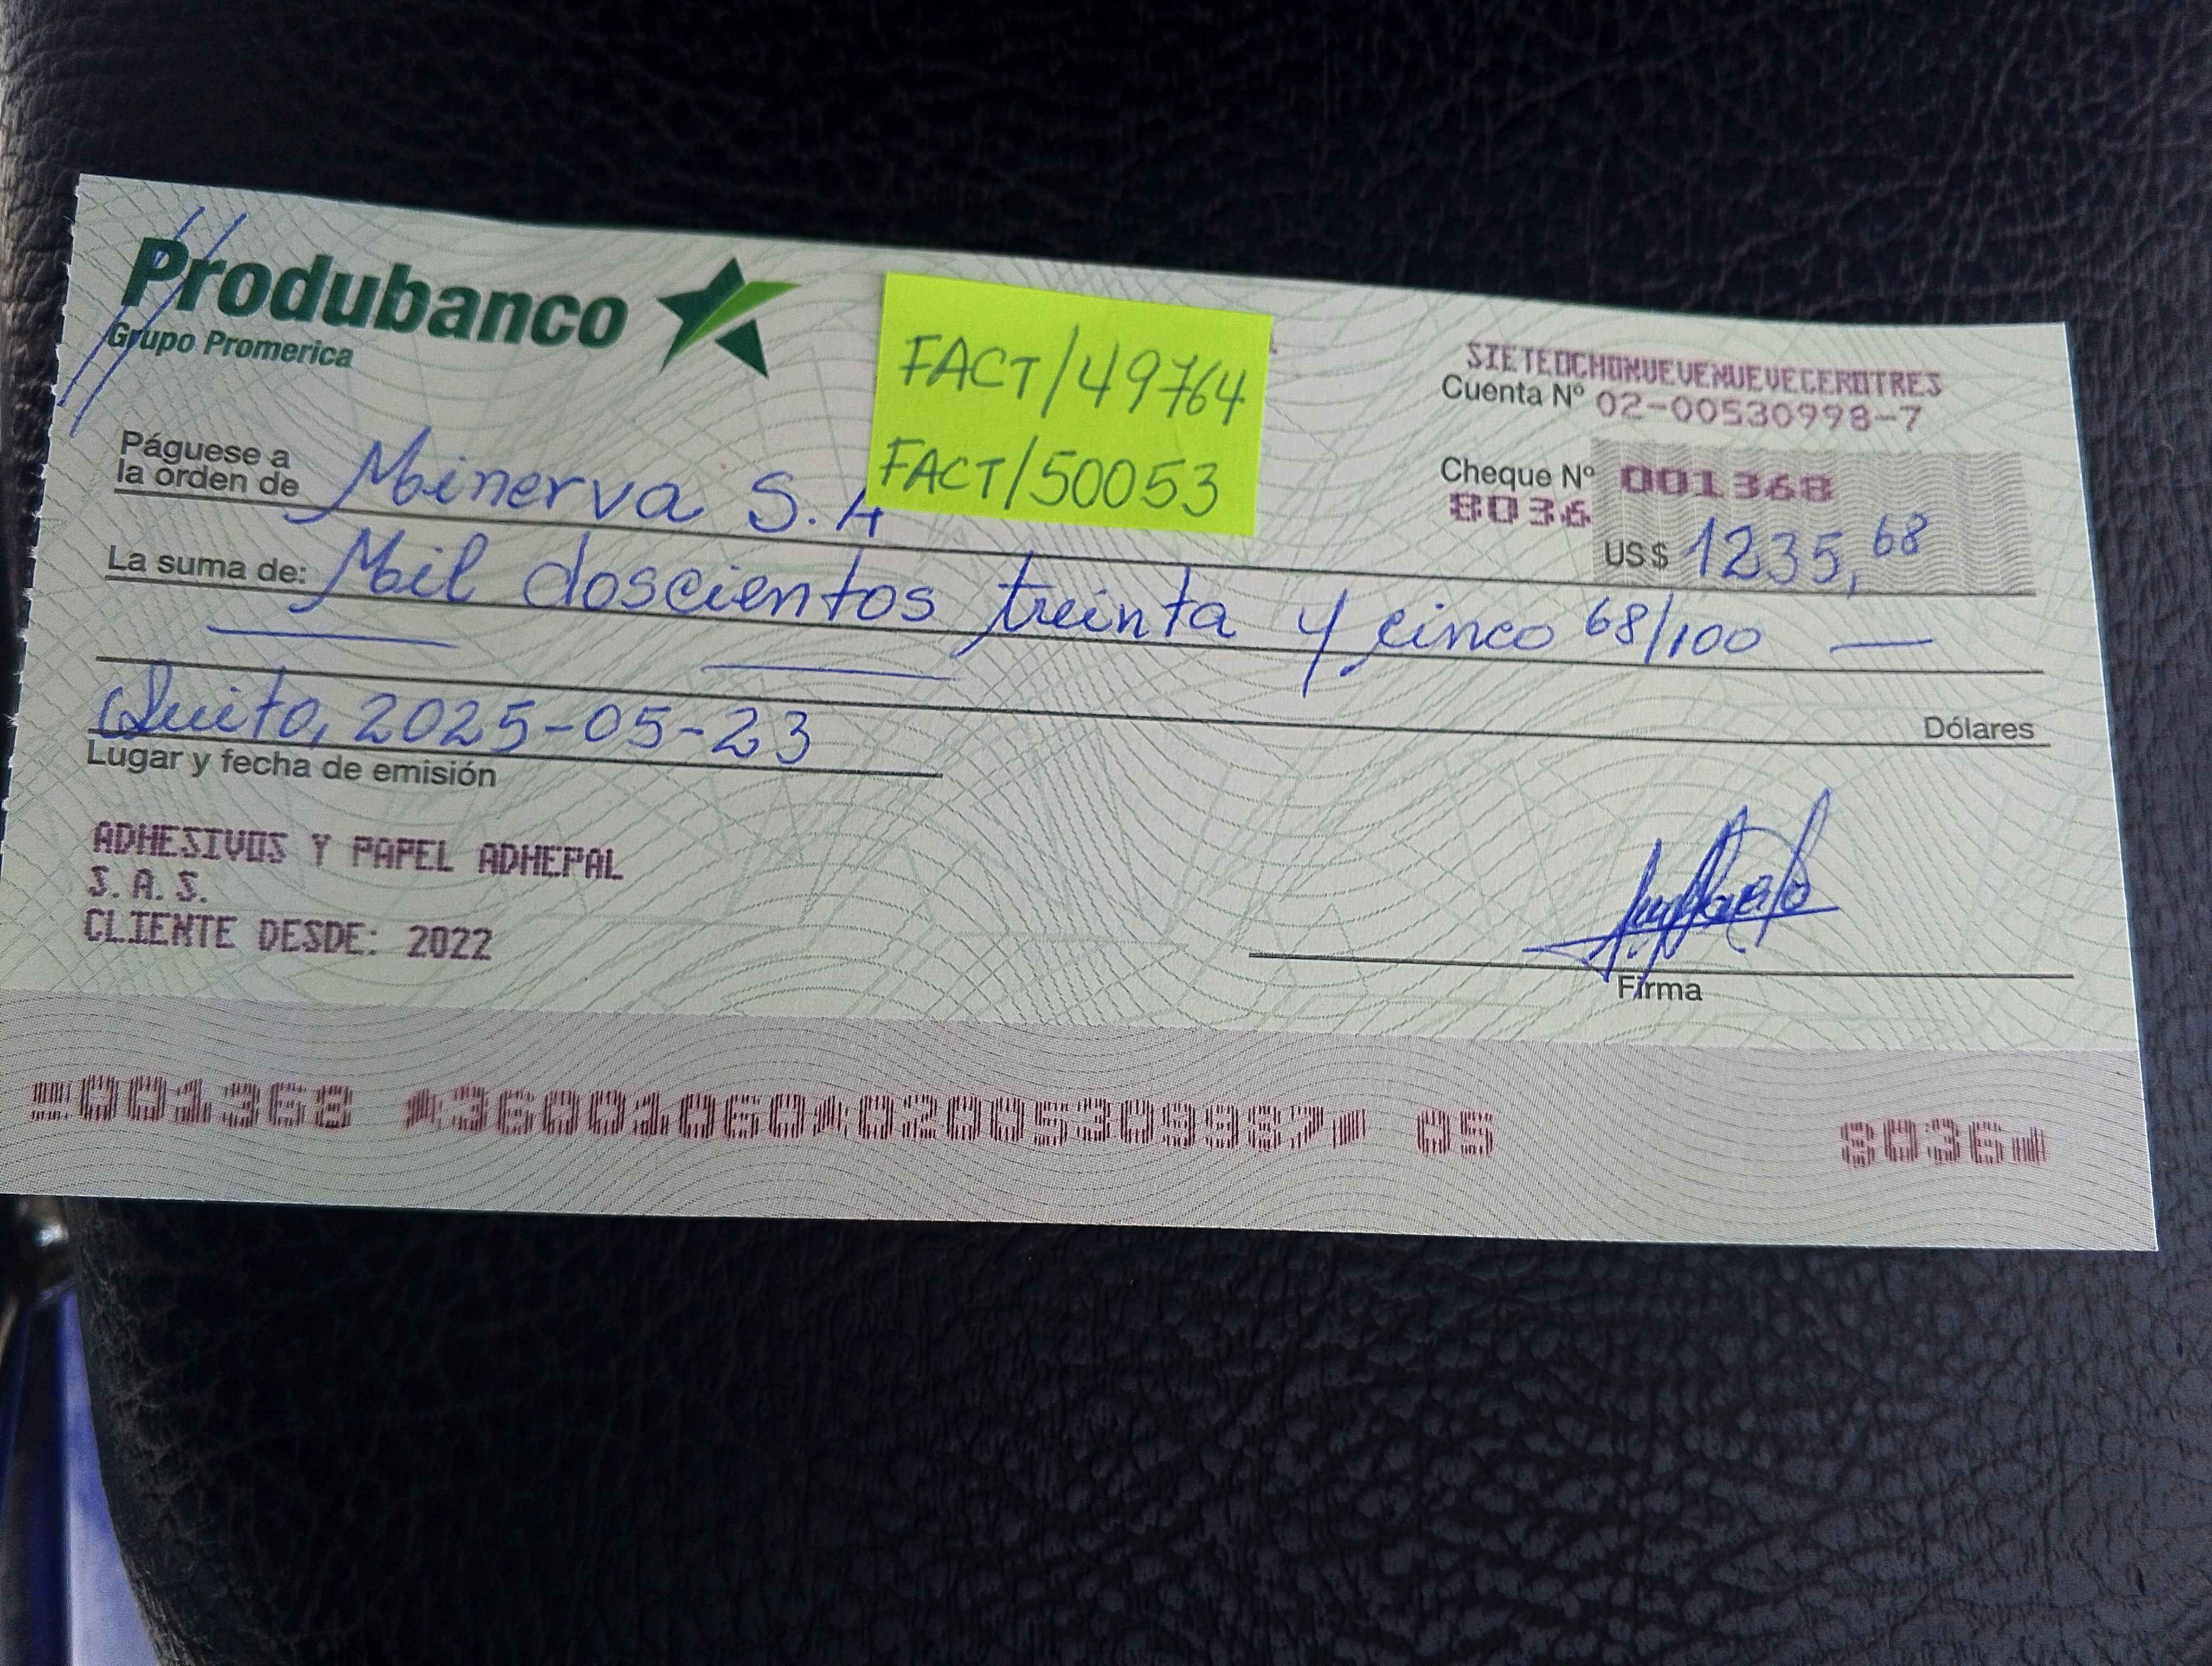 Produbanco
Grupo Promerica
FACT/49764
FACT/50053
SIETEOCHONUEVENUEVECEROTRES
Cuenta Nº 02-00530998-7
Cheque Nº 001368
8036
US $ 1235,68
Páguese a
la orden de Minerva S.A
La suma de: Mil doscientos treinta y cinco 68/100
Dólares
Quito, 2025-05-23
Lugar y fecha de emisión
ADHESIVOS Y PAPEL ADHEPAL
S.A.S.
CLIENTE DESDE: 2022
Firma
001368 36001060 02005309987 05 8036